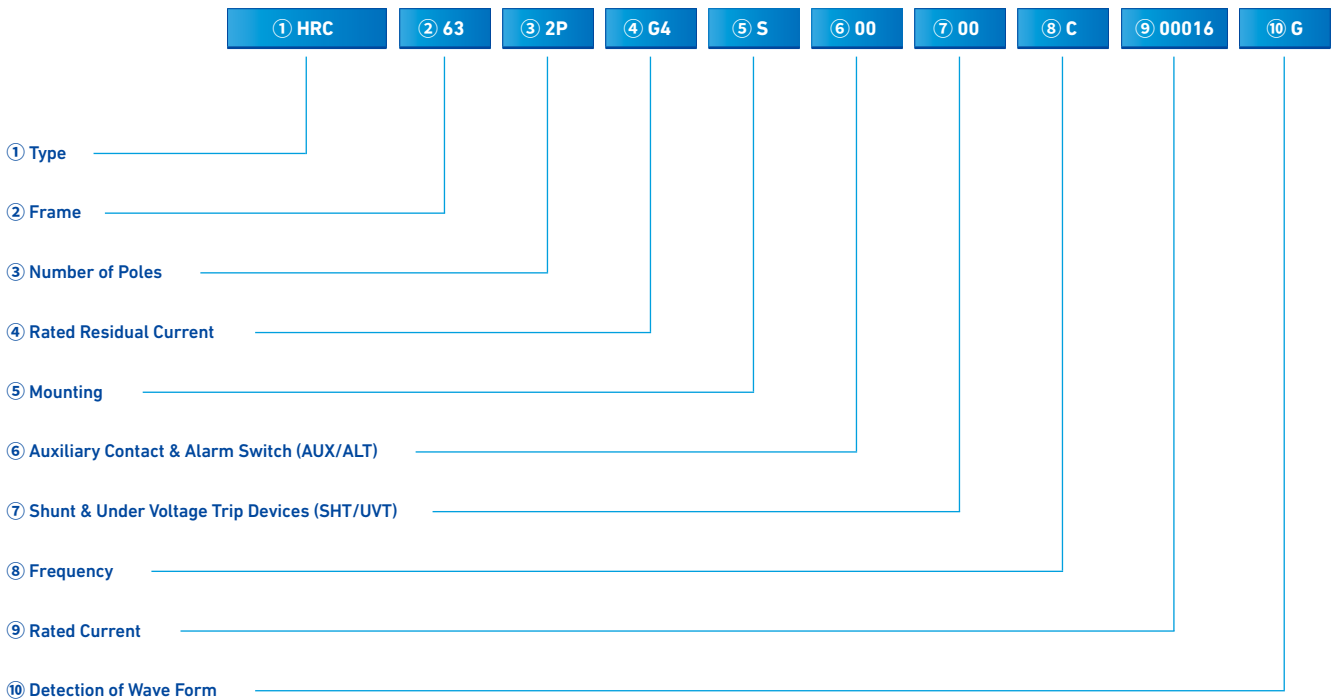 ① HRC ② 63 ③ 2P ④ G4 ⑤ S ⑥ 00 ⑦ 00 ⑧ C ⑨ 00016 ⑩ G
① Type
② Frame
③ Number of Poles
④ Rated Residual Current
⑤ Mounting
⑥ Auxiliary Contact & Alarm Switch (AUX/ALT)
⑦ Shunt & Under Voltage Trip Devices (SHT/UVT)
⑧ Frequency
⑨ Rated Current
⑩ Detection of Wave Form